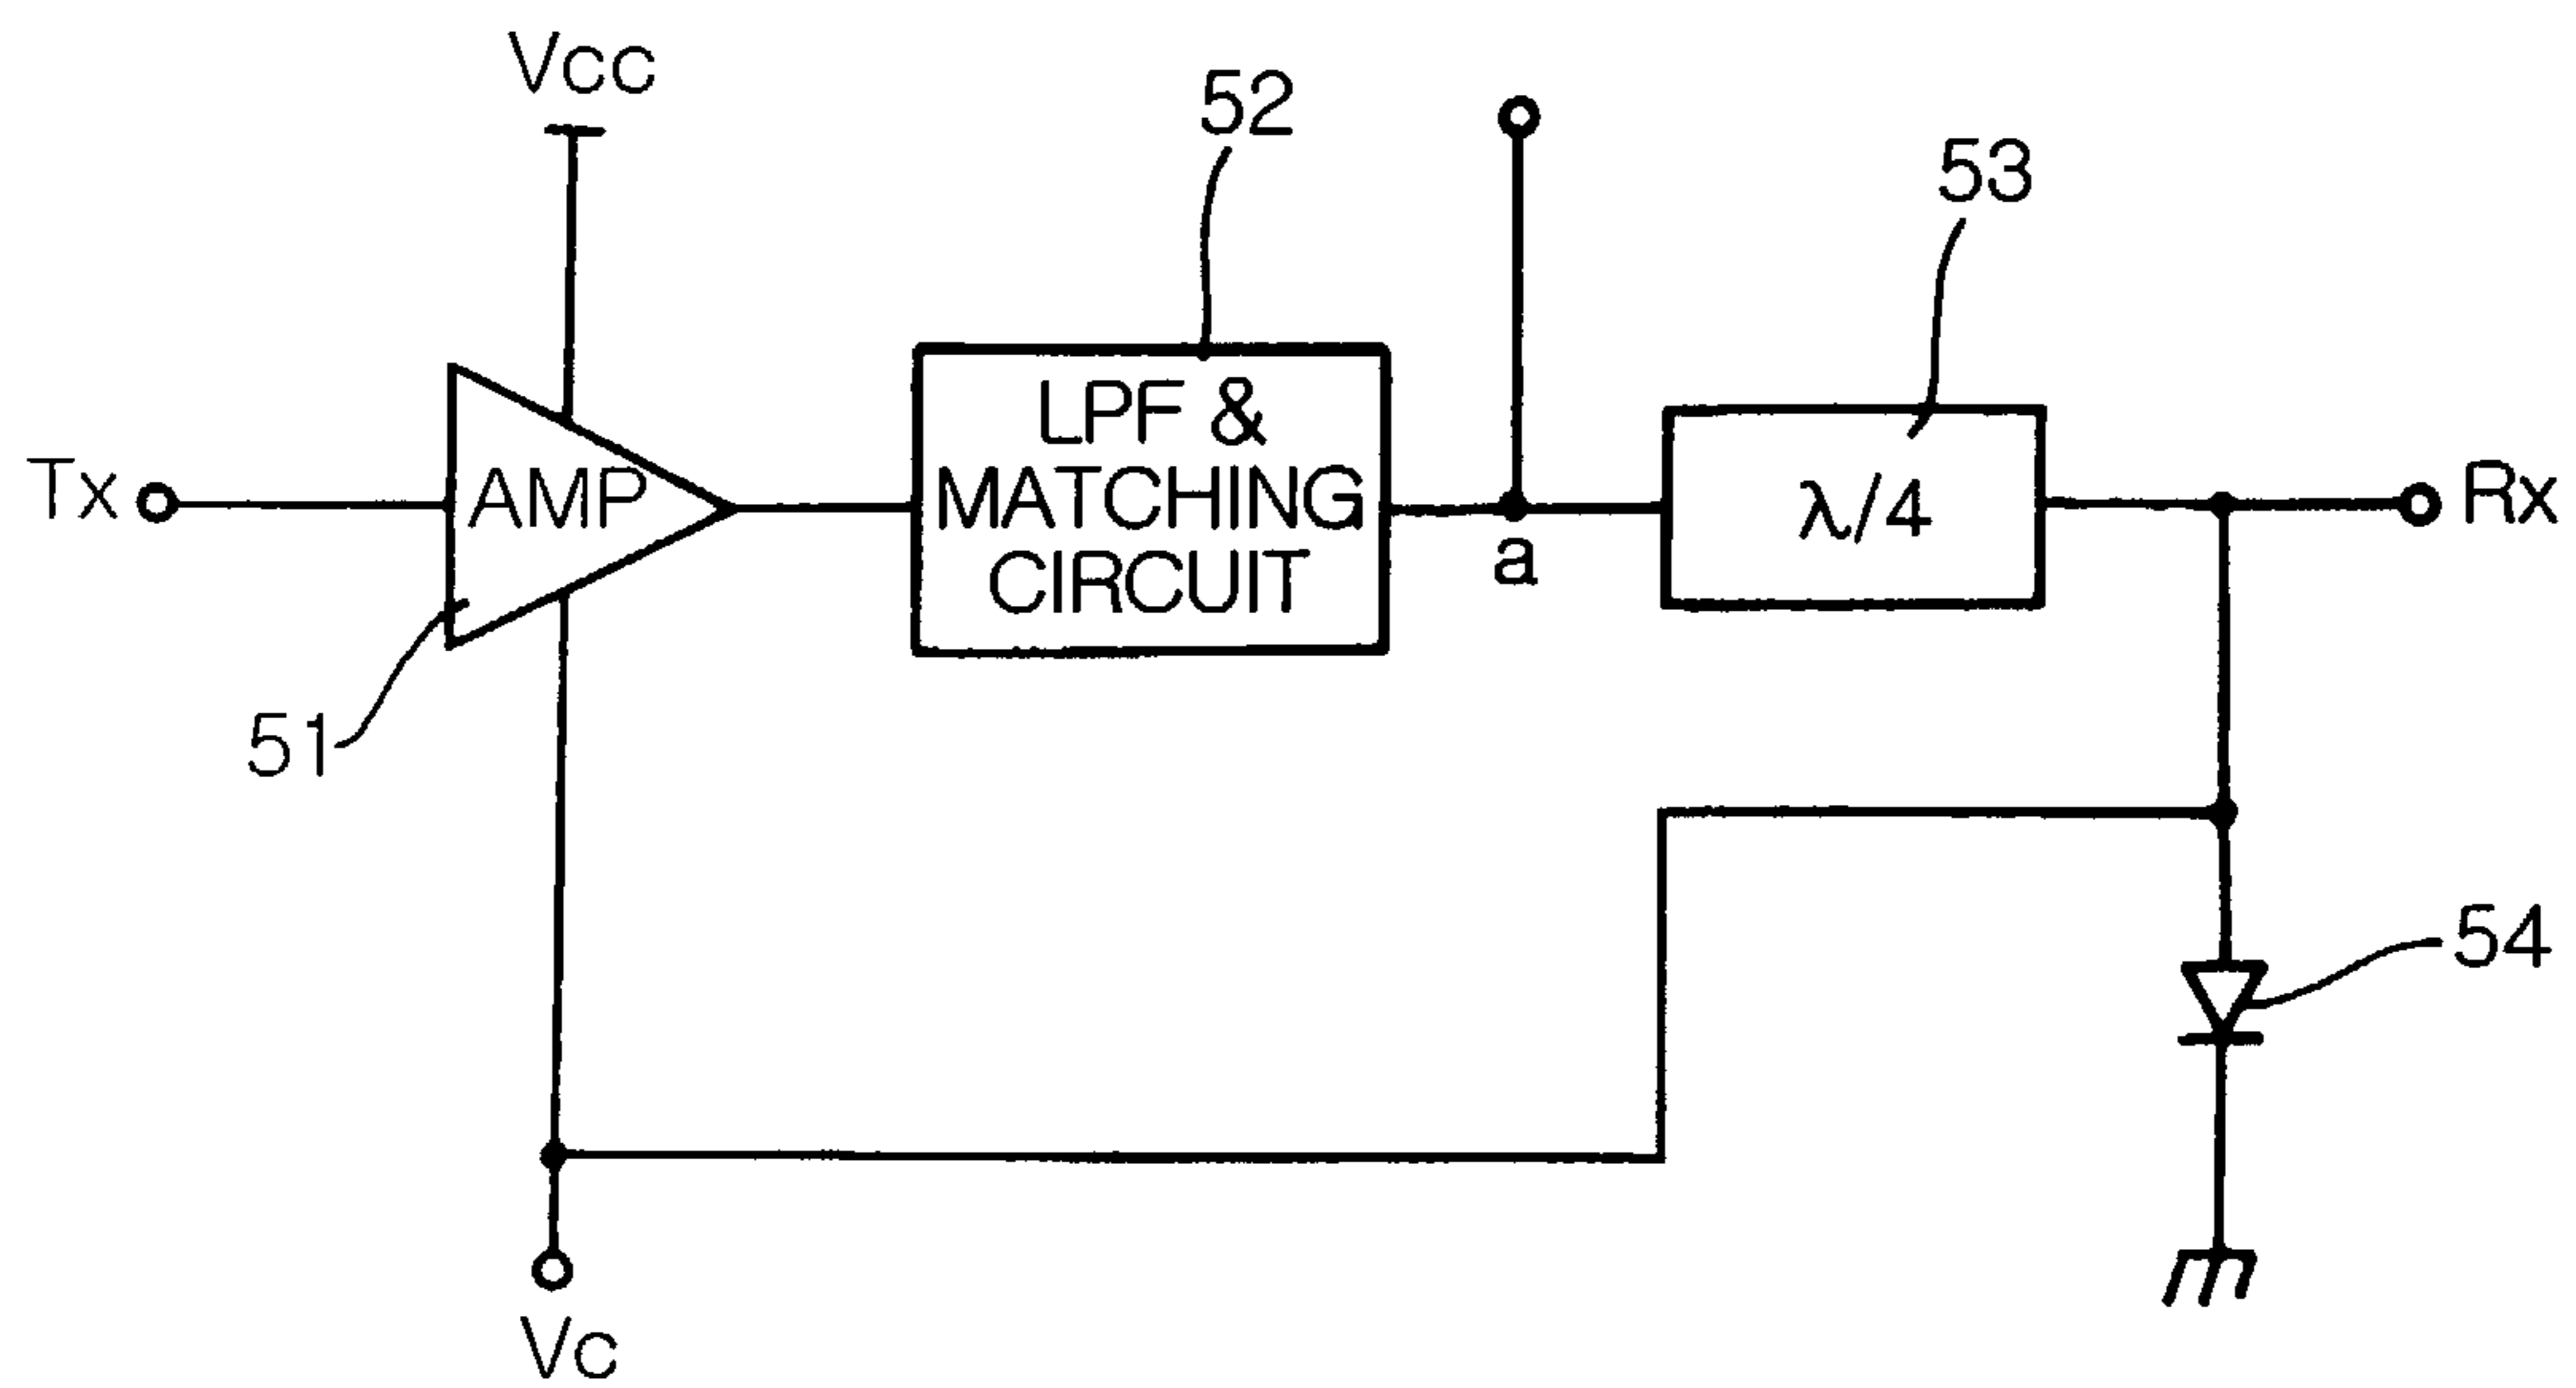 Vcc
52
53
Tx
AMP
LPF &
MATCHING
CIRCUIT
a
λ/4
Rx
51
54
Vc